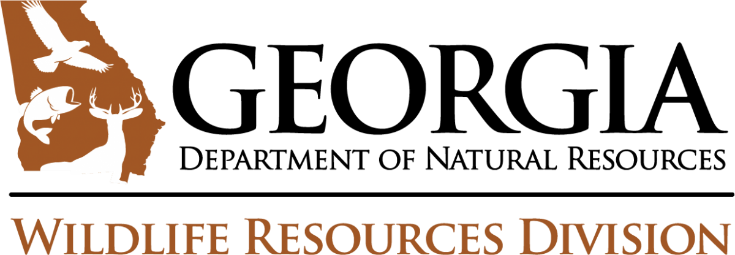 GEORGIA
DEPARTMENT OF NATURAL RESOURCES
WILDLIFE RESOURCES DIVISION